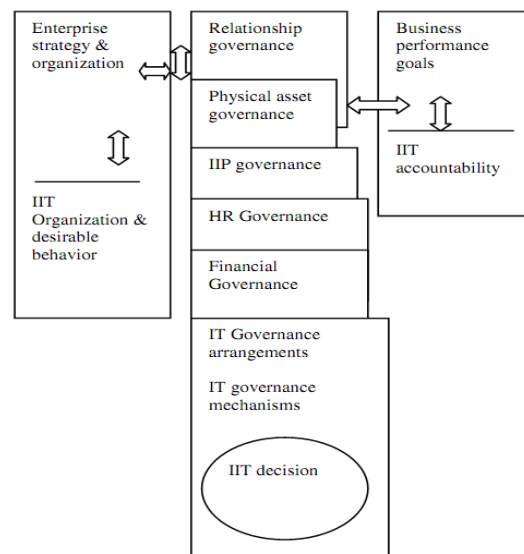 Enterprise
strategy &
organization
IIT
Organization &
desirable
behavior
Relationship
governance
Physical asset
governance
IIP governance
HR Governance
Financial
Governance
IT Governance
arrangements
IT governance
mechanisms
IIT decision
Business
performance
goals
IIT
accountability